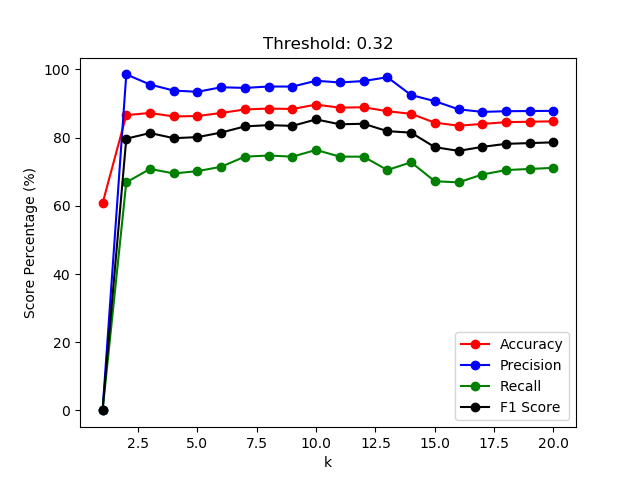 Threshold: 0.32
100
80
60
40
20
0
Score Percentage (%)
2.5 5.0 7.5 10.0 12.5 15.0 17.5 20.0
k
Accuracy
Precision
Recall
F1 Score